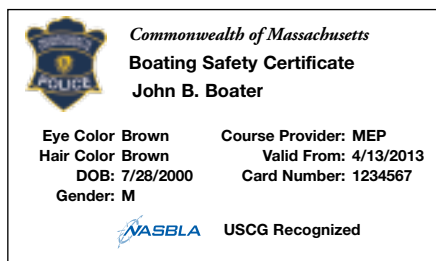 Commonwealth of Massachusetts
Boating Safety Certificate
John B. Boater
POLICE
Eye Color Brown
Hair Color Brown
DOB: 7/28/2000
Gender: M
Course Provider: MEP
Valid From: 4/13/2013
Card Number: 1234567
NASBLA
USCG Recognized